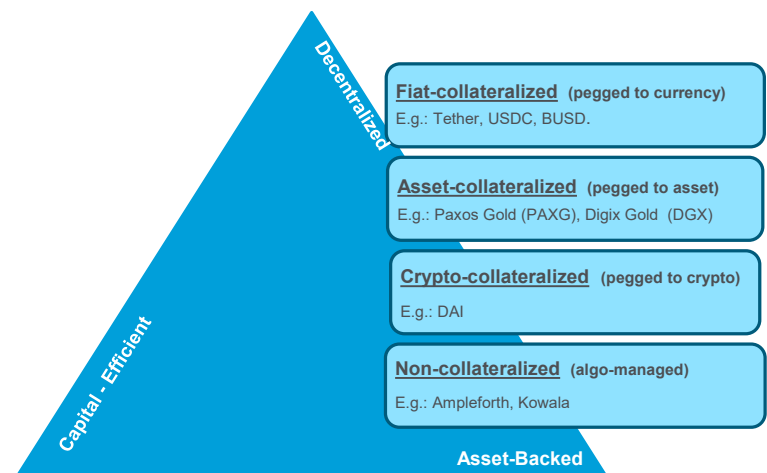 Decentralized
Fiat-collateralized (pegged to currency)
E.g.: Tether, USDC, BUSD.
Asset-collateralized (pegged to asset)
E.g.: Paxos Gold (PAXG), Digix Gold (DGX)
Crypto-collateralized (pegged to crypto)
E.g.: DAI
Non-collateralized (algo-managed)
E.g.: Ampleforth, Kowala
Capital - Efficient
Asset-Backed